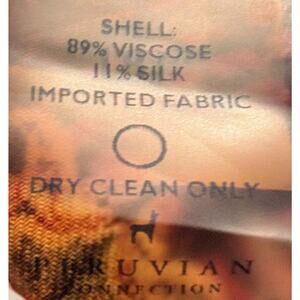 SHELL:
89% VISCOSE
11% SILK
IMPORTED FABRIC
DRY CLEAN ONLY
PERUVIAN
CONNECTION